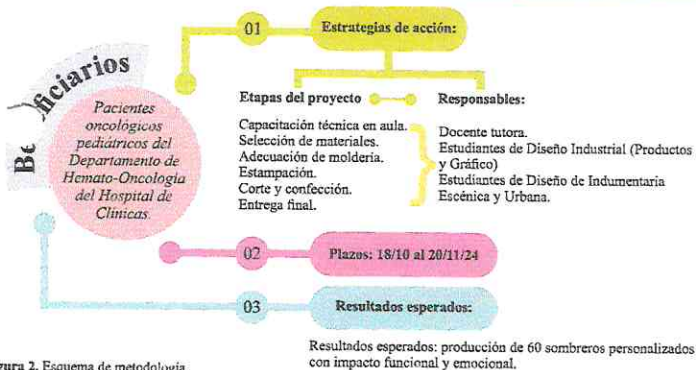 01
Estrategias de acción:
Pacientes
oncológicos
pediátricos del
Departamento de
Hemato-Oncología
del Hospital de
Clínicas.
Etapas del proyecto
Capacitación técnica en aula.
Selección de materiales.
Adecuación de moldería.
Estampación.
Corte y confección.
Entrega final.
Responsables:
Docente tutora.
Estudiantes de Diseño Industrial (Productos
y Gráfico)
Estudiantes de Diseño de Indumentaria
Escénica y Urbana.
02
Plazos: 18/10 al 20/11/24
03
Resultados esperados:
Resultados esperados: producción de 60 sombreros personalizados
con impacto funcional y emocional.
2. Esquema de metodología